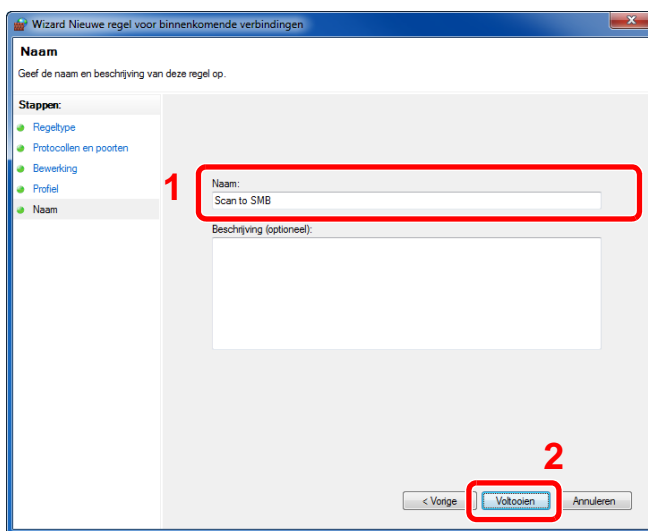 Wizard Nieuwe regel voor binnenkomende verbindingen
Naam
Geef de naam en beschrijving van deze regel op.
Stappen:
Regeltype
Protocollen en poorten
Bewerking
Profiel
Naam
1
Naam:
Scan to SMB
Beschrijving (optioneel):
2
< Vorige
Voltooien
Annuleren